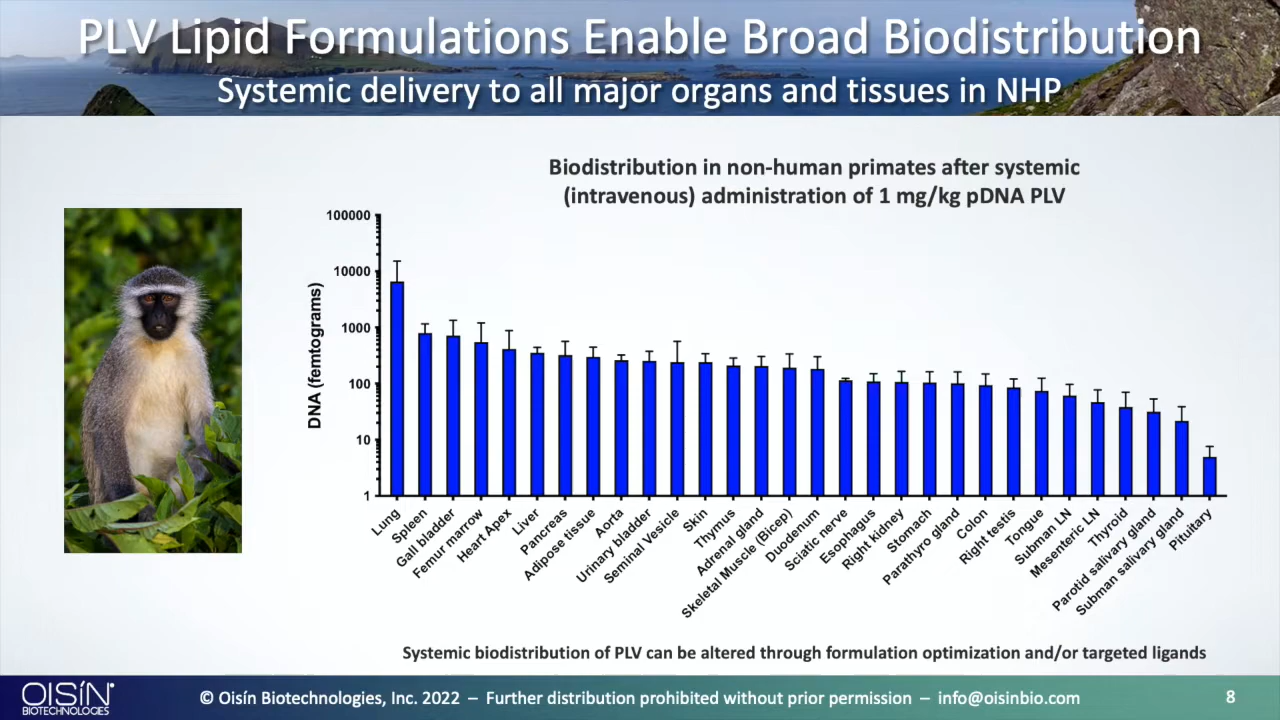 PLV Lipid Formulations Enable Broad Biodistribution
Systemic delivery to all major organs and tissues in NHP
Biodistribution in non-human primates after systemic
(intravenous) administration of 1 mg/kg pDNA PLV
DNA (femtograms)
100000
10000
1000
100
10
1
Lung
Spleen
Gall bladder
Femur marrow
Heart Apex
Liver
Pancreas
Adipose tissue
Aorta
Urinary bladder
Seminal Vesicle
Skin
Thymus
Adrenal gland
Skeletal Muscle (Bicep)
Duodenum
Sciatic nerve
Esophagus
Right kidney
Stomach
Parathyro gland
Colon
Right testis
Tongue
Subman LN
Mesenteric LN
Thyroid
Parotid salivary gland
Subman salivary gland
Pituitary
Systemic biodistribution of PLV can be altered through formulation optimization and/or targeted ligands
OISÍN
BIOTECHNOLOGIES
© Oisín Biotechnologies, Inc. 2022 – Further distribution prohibited without prior permission – info@oisinbio.com
8